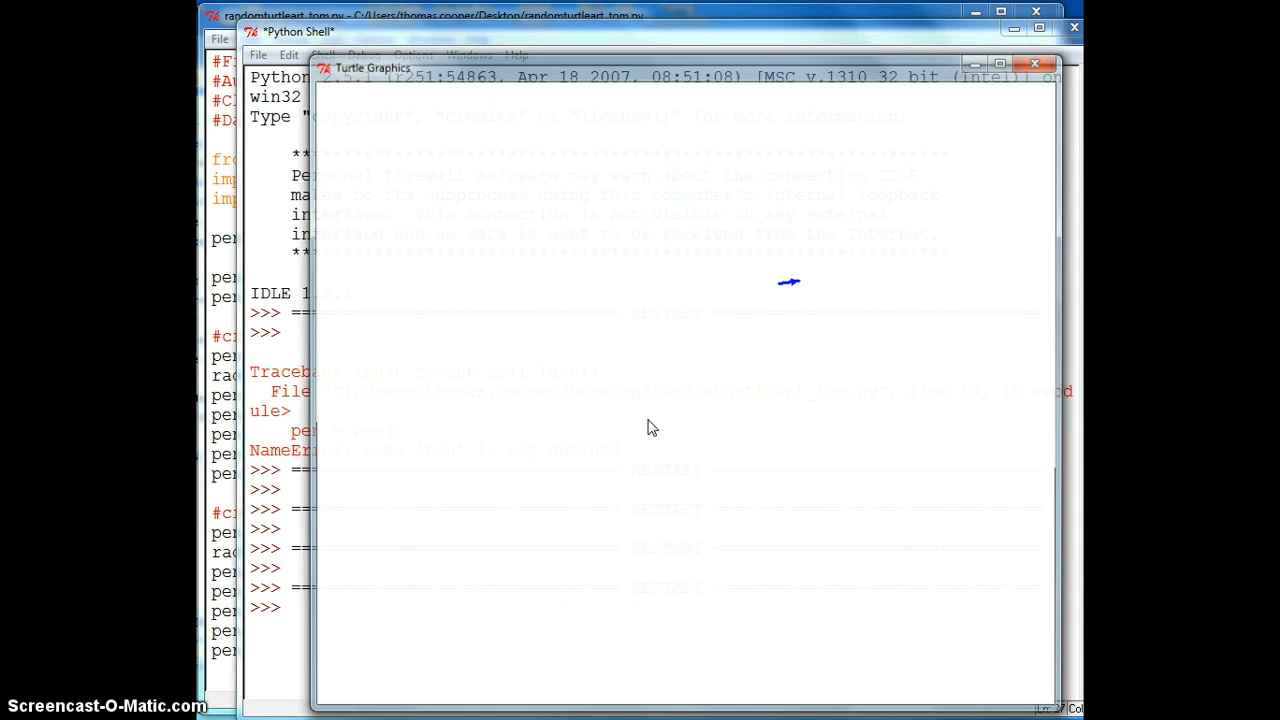 randomturtleart_tom.py - C:/Users/thomas.cooper/Desktop/randomturtleart_tom.py
*Python Shell*
File
File Edit Shell Debug Options Windows Help
Turtle Graphics
Python 2.5.1 (r251:54863, Apr 18 2007, 08:51:08) [MSC v.1310 32 bit (Intel)] on
win32
Type "copyright", "credits" or "license()" for more information.
****************************************************************
Personal firewall software may warn about the connection IDLE
makes to its subprocess using this computer's internal loopback
interface. This connection is not visible on any external
interface and no data is sent to or received from the Internet.
****************************************************************
IDLE 1.2.1
>>> ================================ RESTART ================================
>>>
Traceback (most recent call last):
File "C:/Users/thomas.cooper/Desktop/randomturtleart_tom.py", line 10, in <mod
ule>
pen = Pen()
NameError: name 'Pen' is not defined
>>> ================================ RESTART ================================
>>>
>>> ================================ RESTART ================================
>>>
>>> ================================ RESTART ================================
>>>
>>> ================================ RESTART ================================
>>>
Screencast-O-Matic.com